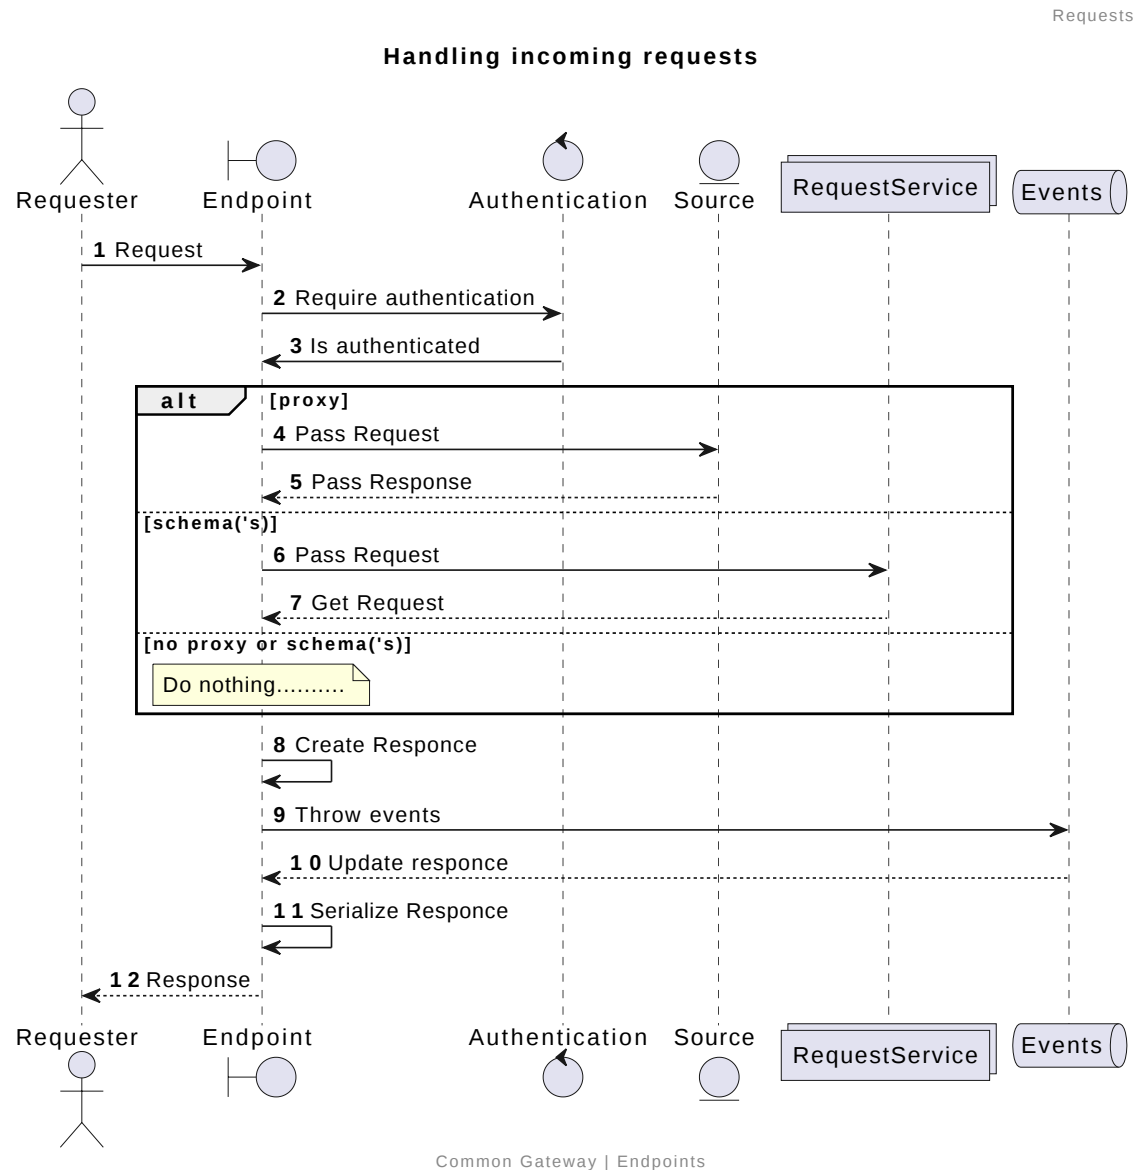 Requests
Handling incoming requests
Requester Endpoint Authentication Source RequestService Events
1 Request
2 Require authentication
3 Is authenticated
alt [proxy]
4 Pass Request
5 Pass Response
[schema('s)]
6 Pass Request
7 Get Request
[no proxy or schema('s)]
Do nothing..........
8 Create Responce
9 Throw events
10 Update responce
11 Serialize Responce
12 Response
Requester Endpoint Authentication Source RequestService Events
Common Gateway | Endpoints